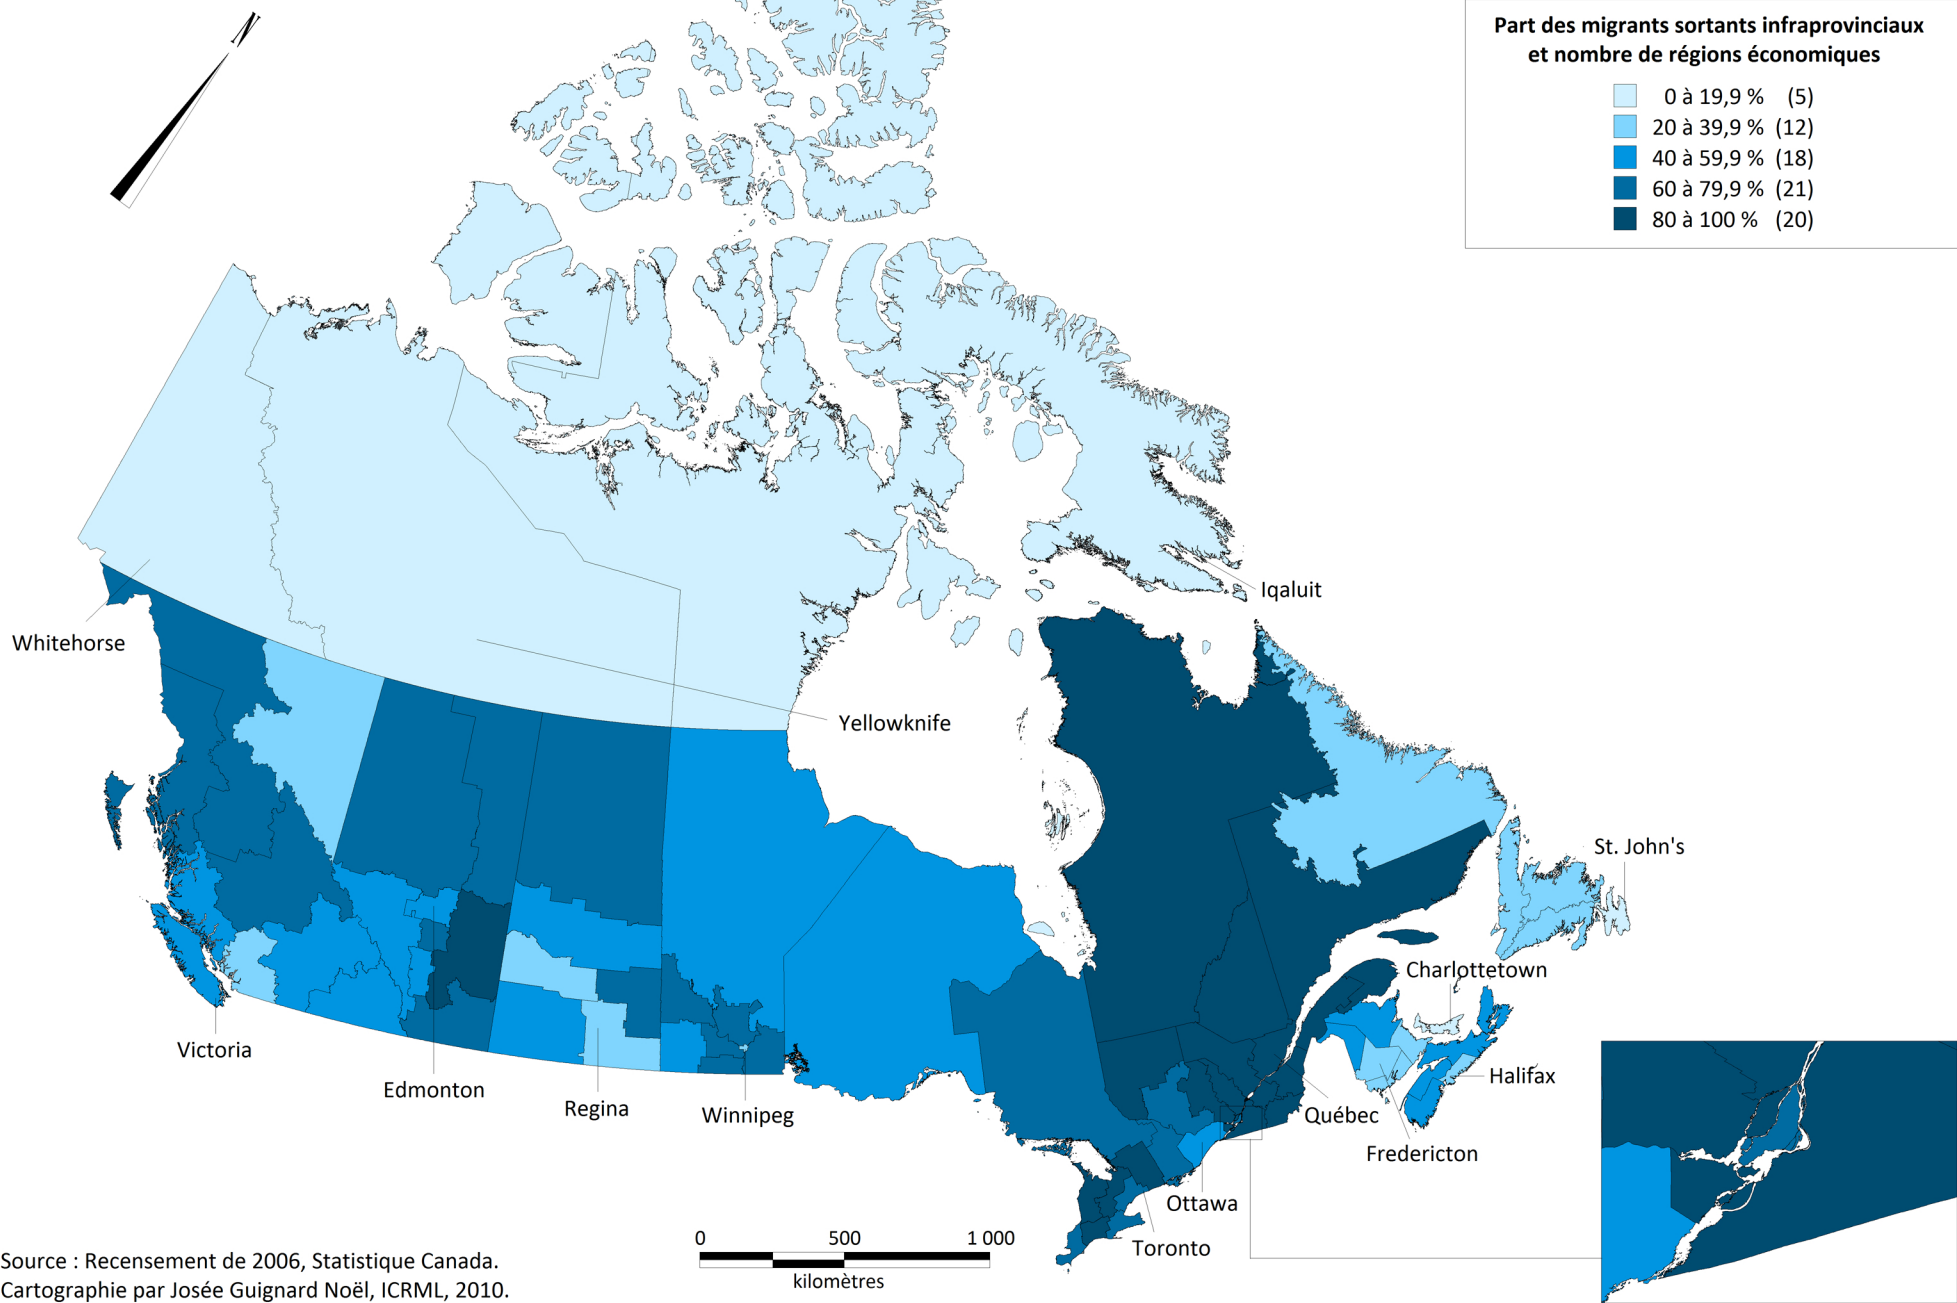 N
Part des migrants sortants infraprovinciaux
et nombre de régions économiques
0 à 19,9 % (5)
20 à 39,9 % (12)
40 à 59,9 % (18)
60 à 79,9 % (21)
80 à 100 % (20)
Iqaluit
Whitehorse
Yellowknife
St. John's
Charlottetown
Victoria
Halifax
Edmonton
Regina
Winnipeg
Québec
Fredericton
Ottawa
Toronto
0 500 1 000
kilomètres
Source : Recensement de 2006, Statistique Canada.
Cartographie par Josée Guignard Noël, ICRML, 2010.